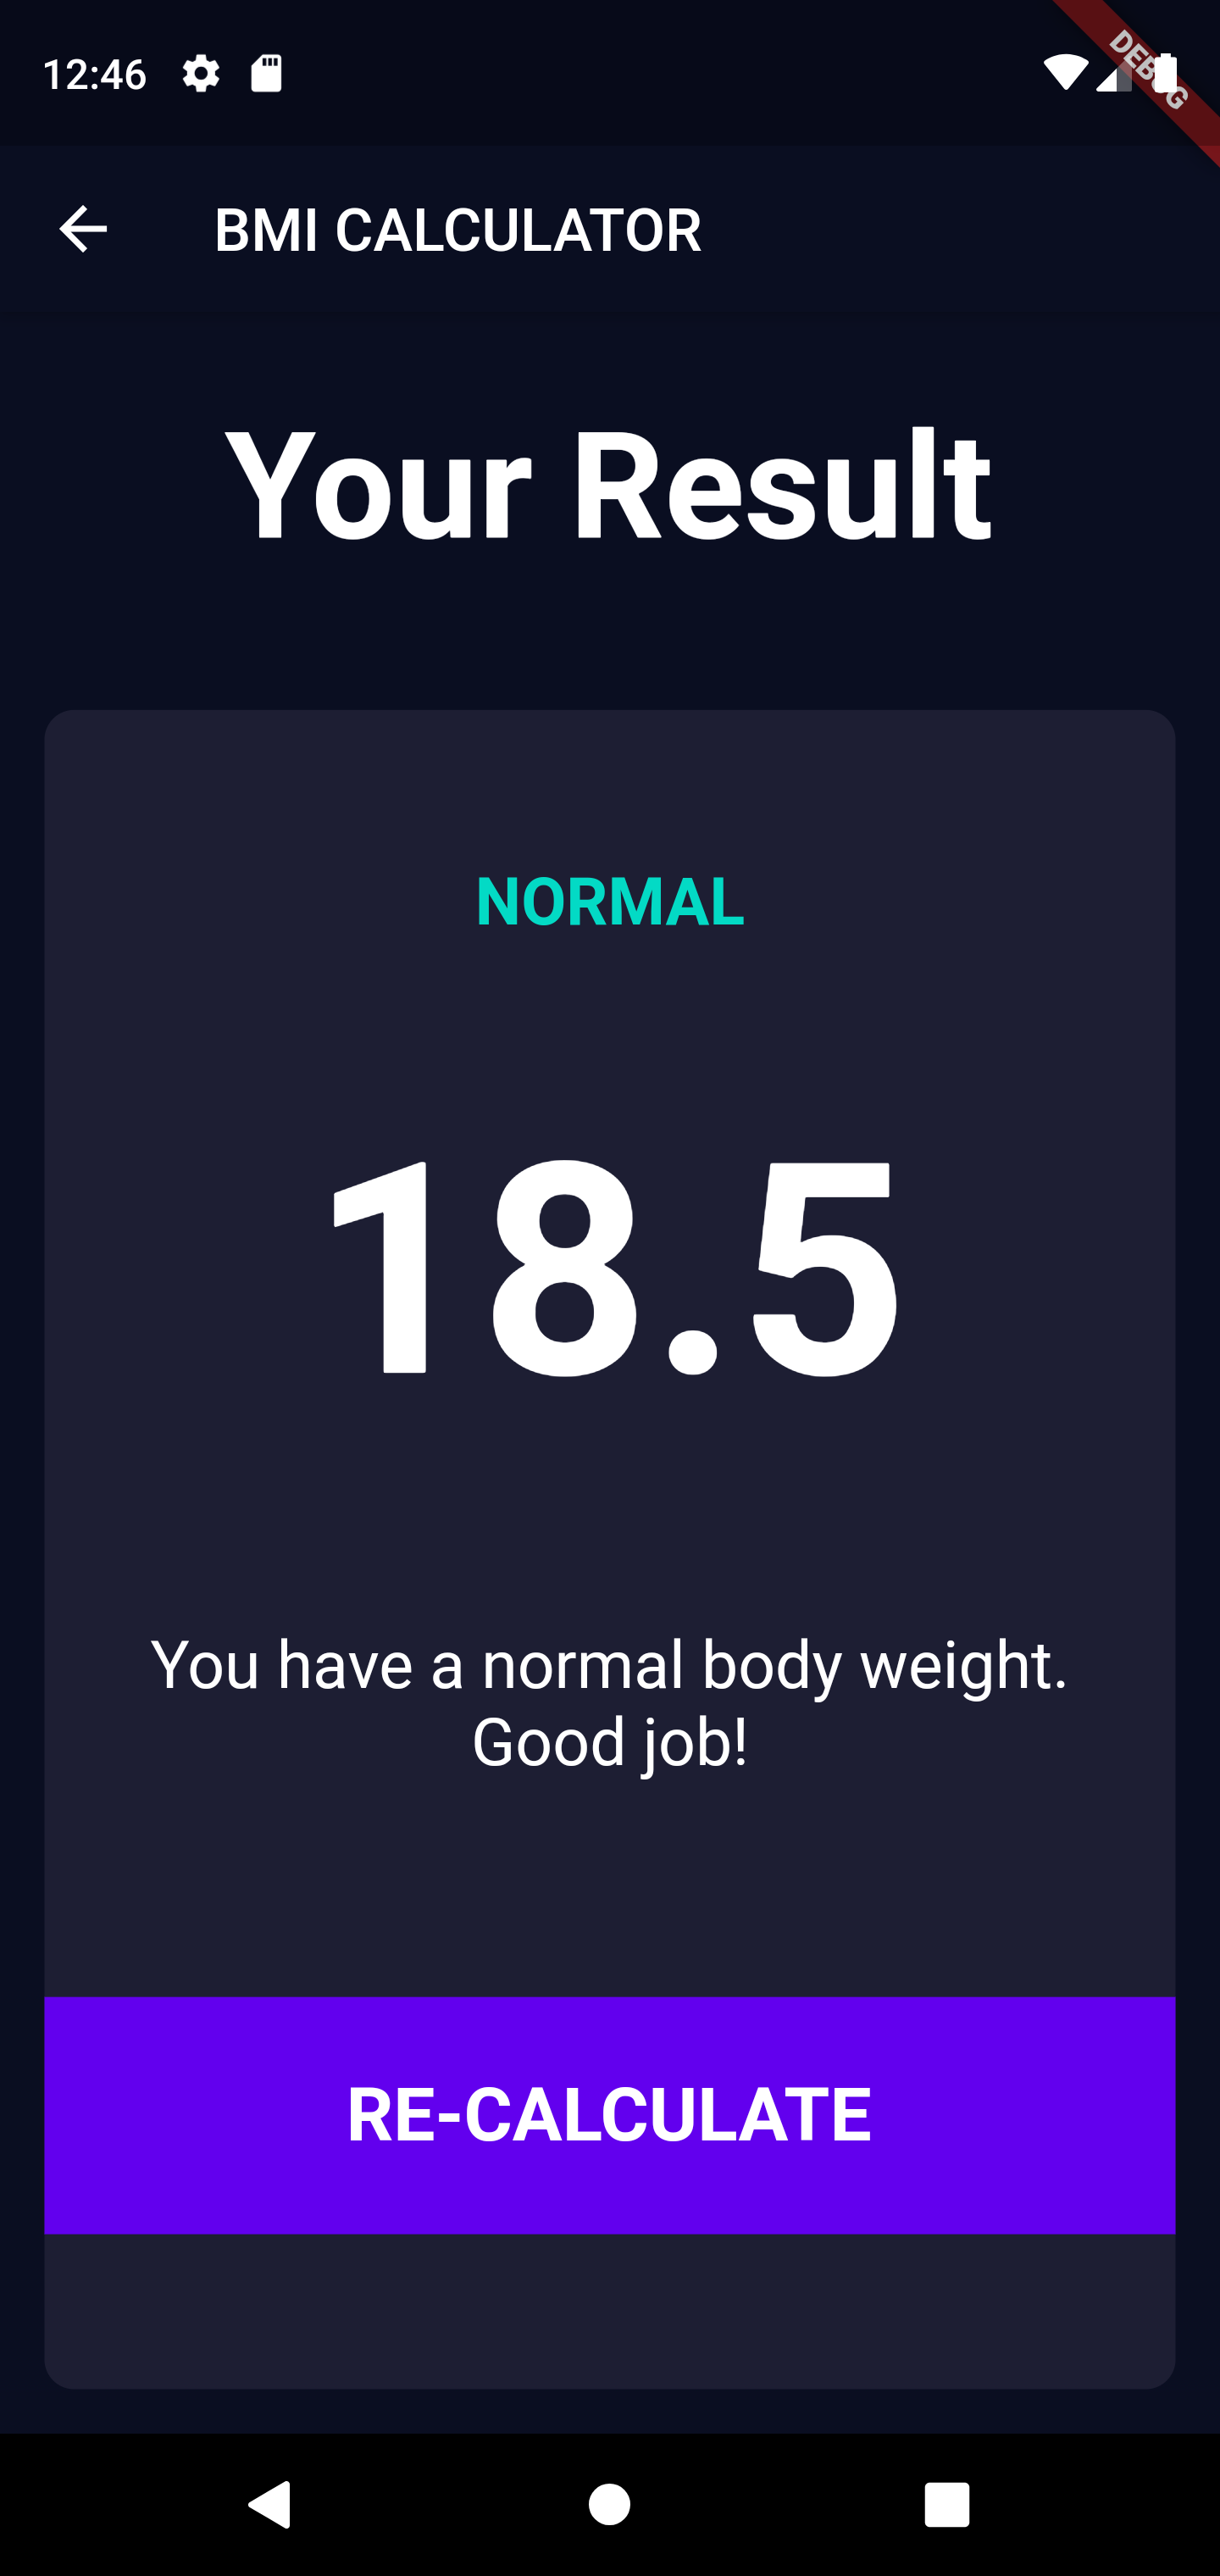 12:46
DEBUG
BMI CALCULATOR
Your Result
NORMAL
18.5
You have a normal body weight.
Good job!
RE-CALCULATE